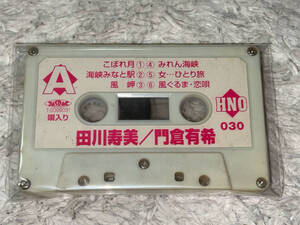 A
こぼれ月①④みれん海峡
海峡みなと駅②⑤女…ひとり旅
風岬③⑥風ぐるま・恋唄
唄入り
HNO
030
田川寿美/門倉有希